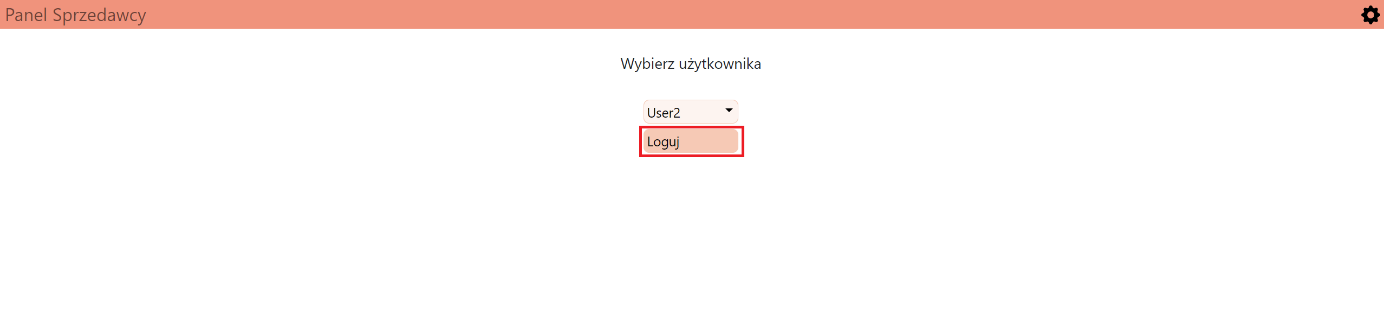 Panel Sprzedawcy
Wybierz użytkownika
User2
Loguj